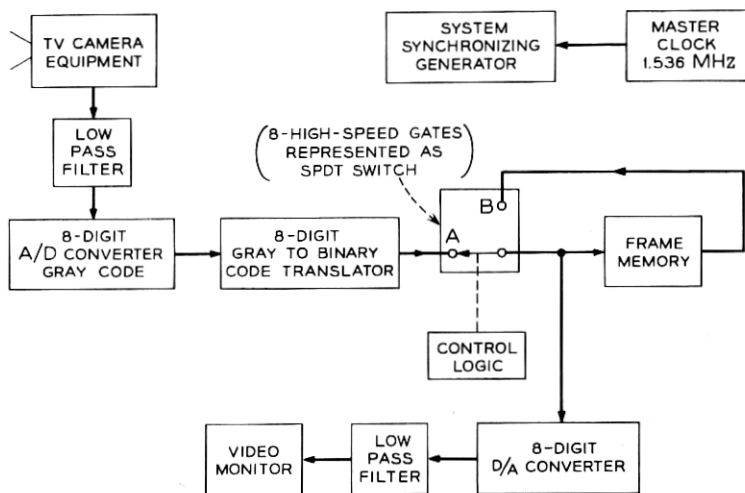 TV CAMERA
EQUIPMENT
SYSTEM
SYNCHRONIZING
GENERATOR
MASTER
CLOCK
1.536 MHz
LOW
PASS
FILTER
(8-HIGH-SPEED GATES
REPRESENTED AS
SPDT SWITCH)
8-DIGIT
A/D CONVERTER
GRAY CODE
8-DIGIT
GRAY TO BINARY
CODE TRANSLATOR
A
B
FRAME
MEMORY
CONTROL
LOGIC
VIDEO
MONITOR
LOW
PASS
FILTER
8-DIGIT
D/A CONVERTER